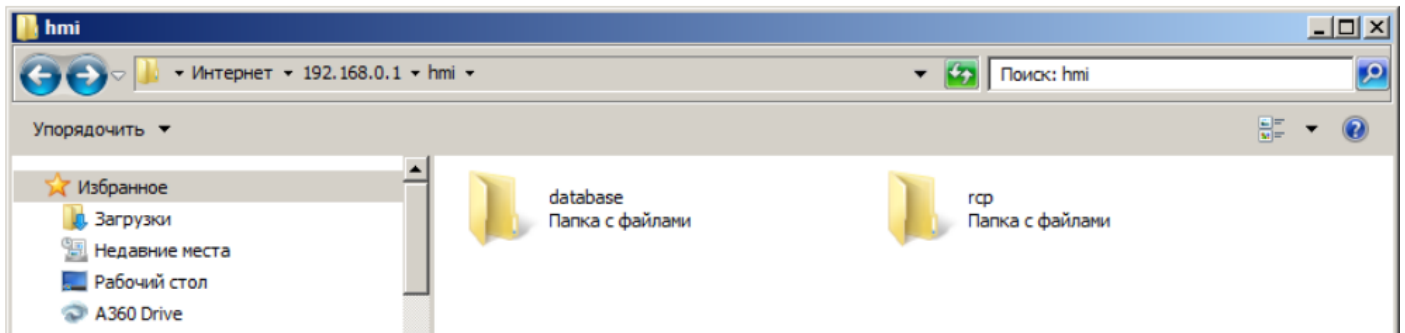 hmi
Интернет 192.168.0.1 hmi
Поиск: hmi
Упорядочить
Избранное
Загрузки
Недавние места
Рабочий стол
A360 Drive
database
Папка с файлами
rcp
Папка с файлами